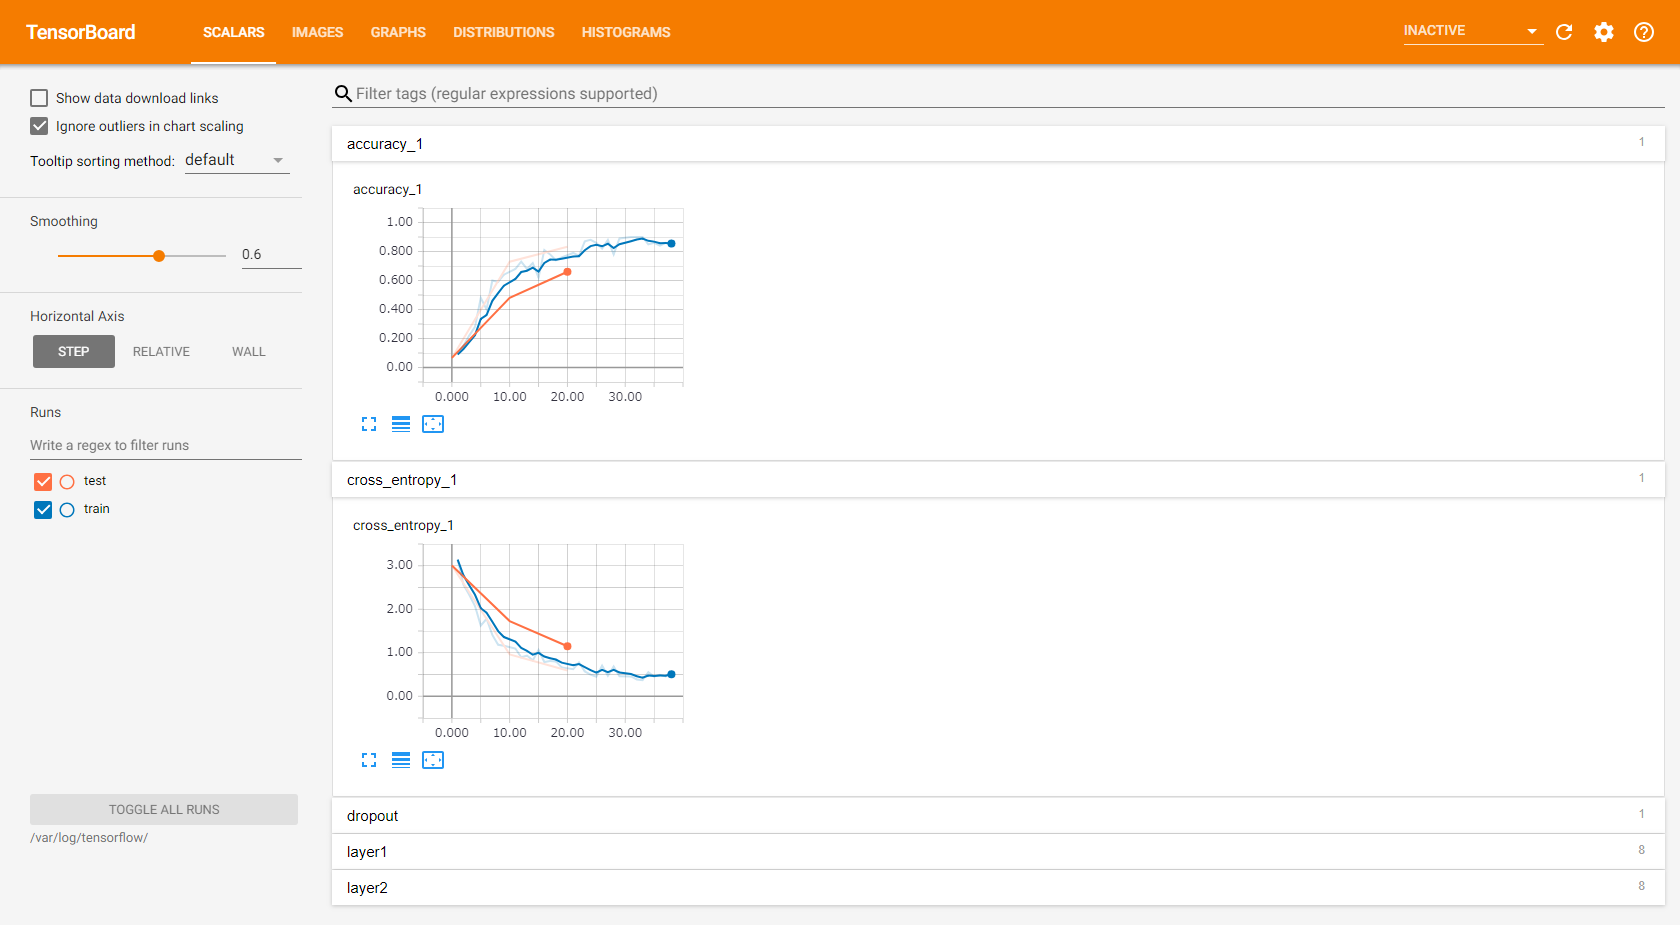 TensorBoard SCALARS IMAGES GRAPHS DISTRIBUTIONS HISTOGRAMS INACTIVE
Show data download links
Ignore outliers in chart scaling
Tooltip sorting method: default
Smoothing
0.6
Horizontal Axis
STEP RELATIVE WALL
Runs
Write a regex to filter runs
test
train
TOGGLE ALL RUNS
/var/log/tensorflow/
Filter tags (regular expressions supported)
accuracy_1 1
accuracy_1
1.00
0.800
0.600
0.400
0.200
0.00
0.000 10.00 20.00 30.00
cross_entropy_1 1
cross_entropy_1
3.00
2.00
1.00
0.00
0.000 10.00 20.00 30.00
dropout 1
layer1 8
layer2 8